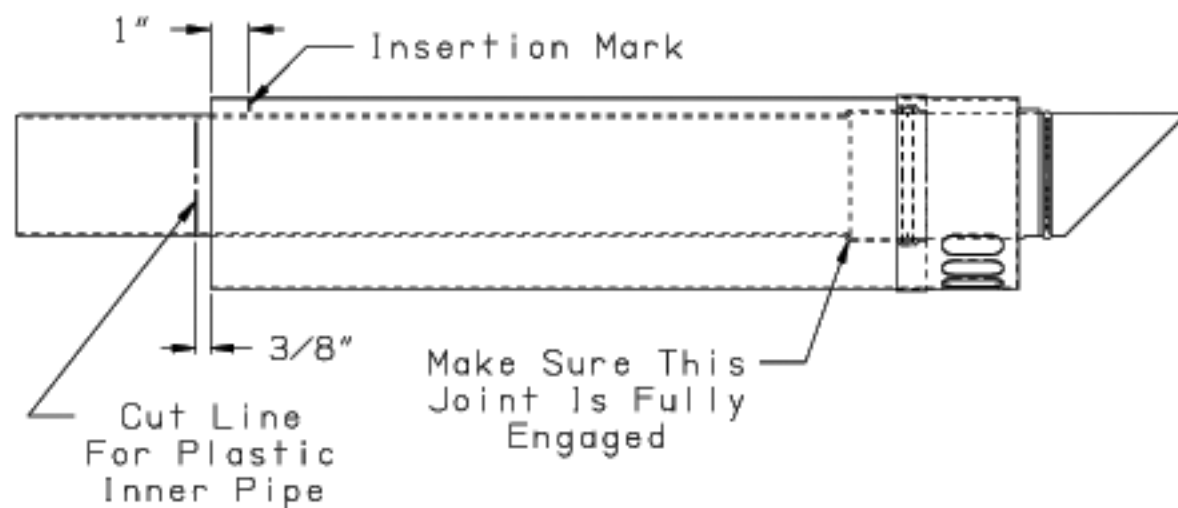 1"
Insertion Mark
3/8"
Make Sure This
Joint Is Fully
Engaged
Cut Line
For Plastic
Inner Pipe